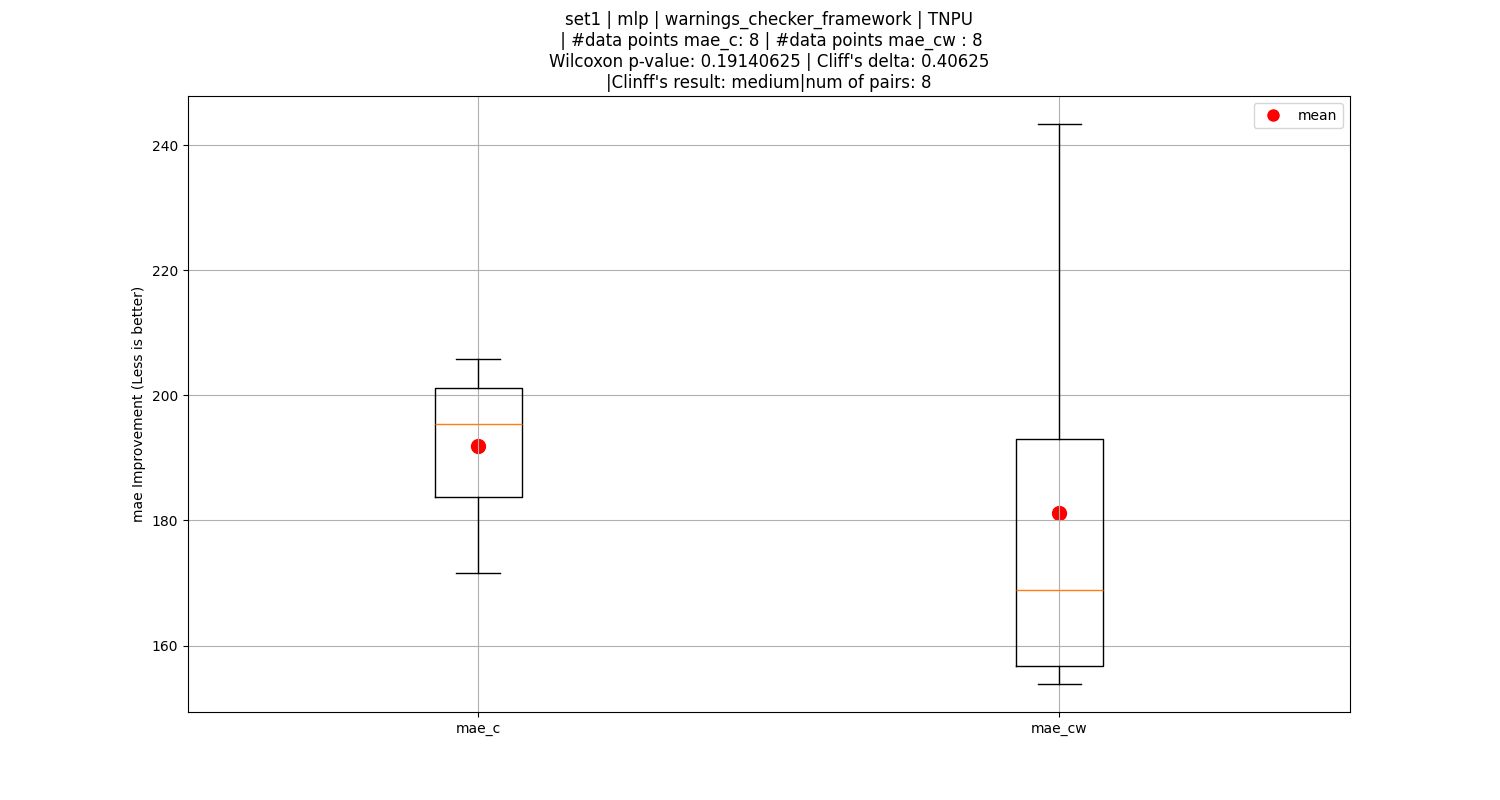 set1 | mlp | warnings_checker_framework | TNPU
| #data points mae_c: 8 | #data points mae_cw : 8
Wilcoxon p-value: 0.19140625 | Cliff's delta: 0.40625
|Clinff's result: medium|num of pairs: 8
mean
mae Improvement (Less is better)
240
220
200
180
160
mae_c
mae_cw